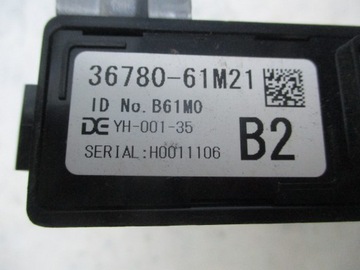 36780-61M21
ID No. B61M0
DE YH-001-35
B2
SERIAL:H0011106